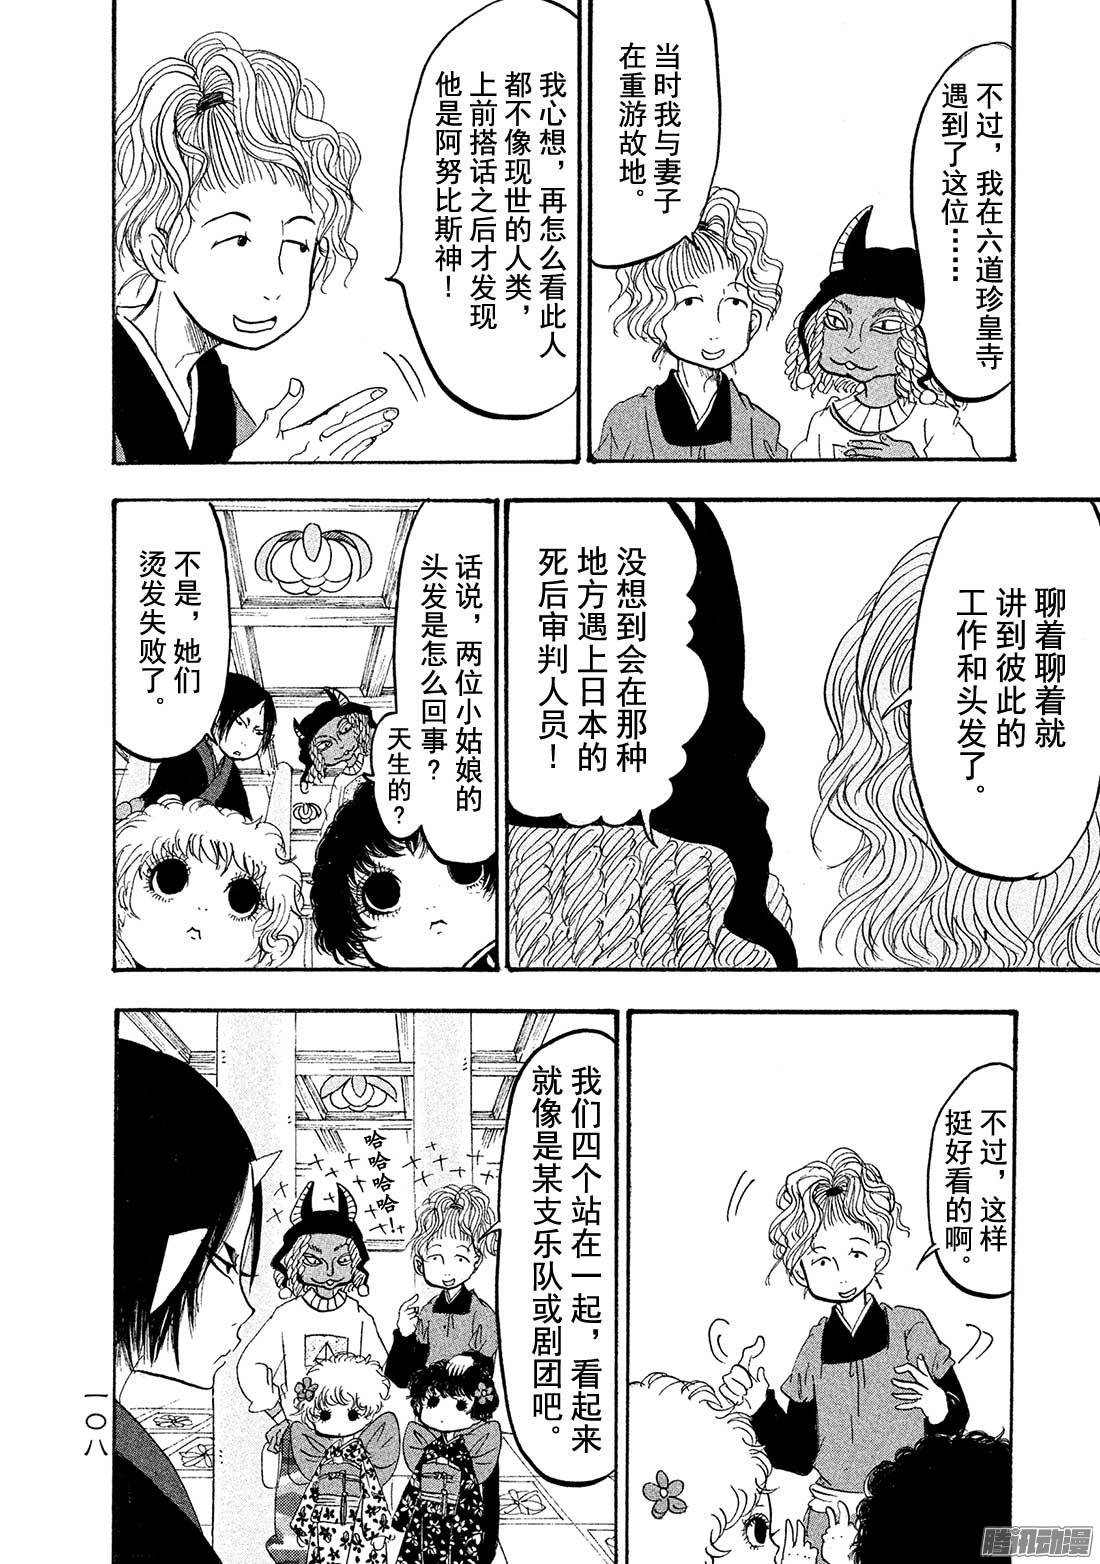 不过，我在六道珍皇寺
遇到了这位……
当时我与妻子
在重游故地。
我心想，再怎么看此人
都不像现世的人类，
上前搭话之后才发现
他是阿努比斯神！
聊着聊着就
讲到彼此的
工作和头发了。
没想到会在那种
地方遇上日本的
死后审判人员！
话说，两位小姑娘的
头发是怎么回事？
天生的？
不是，她们
烫发失败了。
不过，这样
挺好看的啊。
我们四个站在一起，看起来
就像是某支乐队或剧团吧。
哈哈哈哈！
一〇八
腾讯动漫